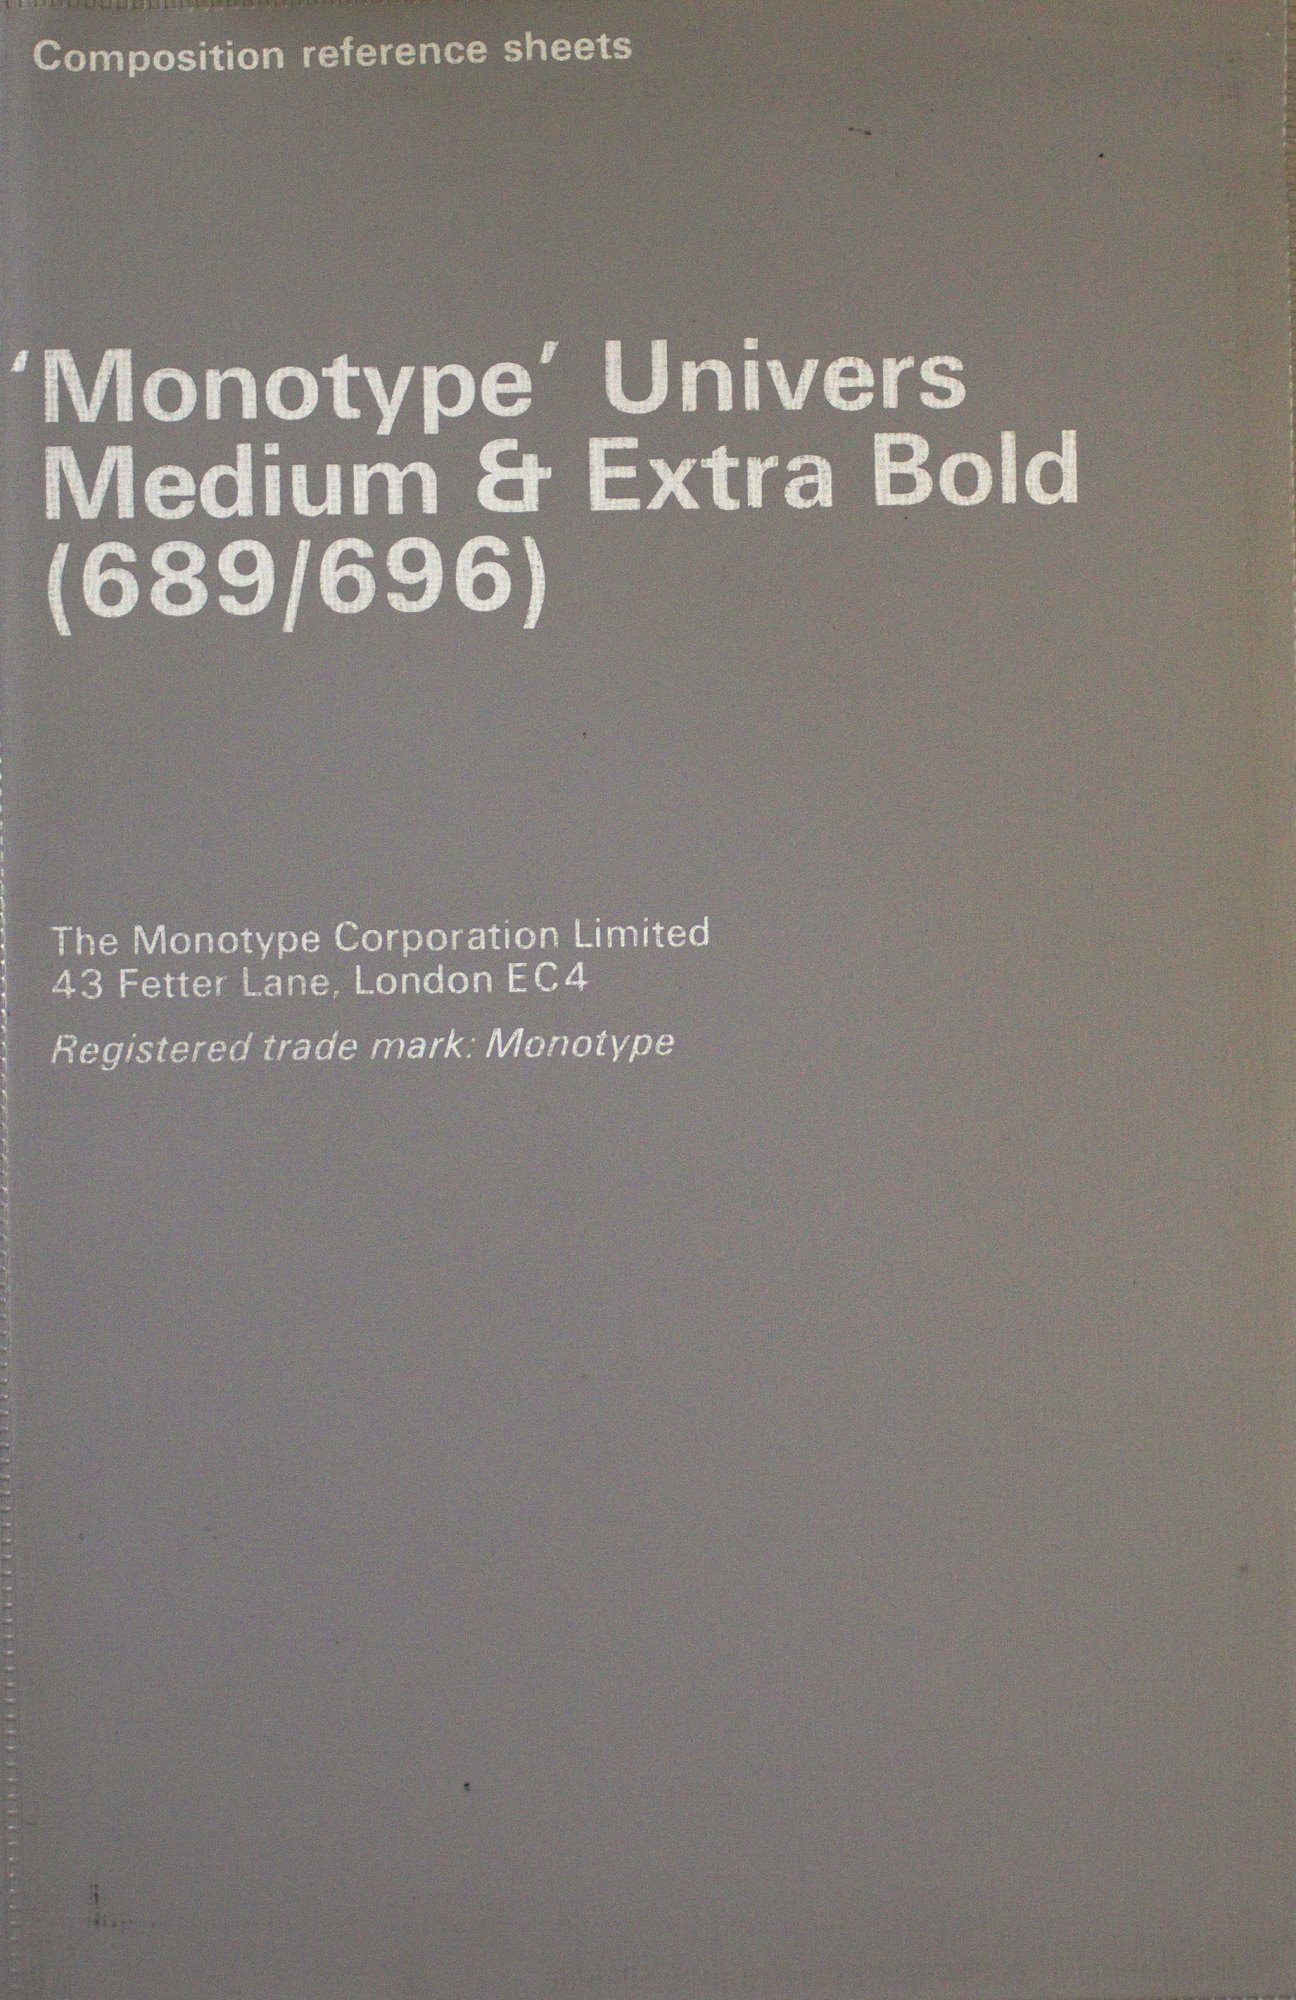 Composition reference sheets
‘Monotype’ Univers
Medium & Extra Bold
(689/696)
The Monotype Corporation Limited
43 Fetter Lane, London EC4
Registered trade mark: Monotype